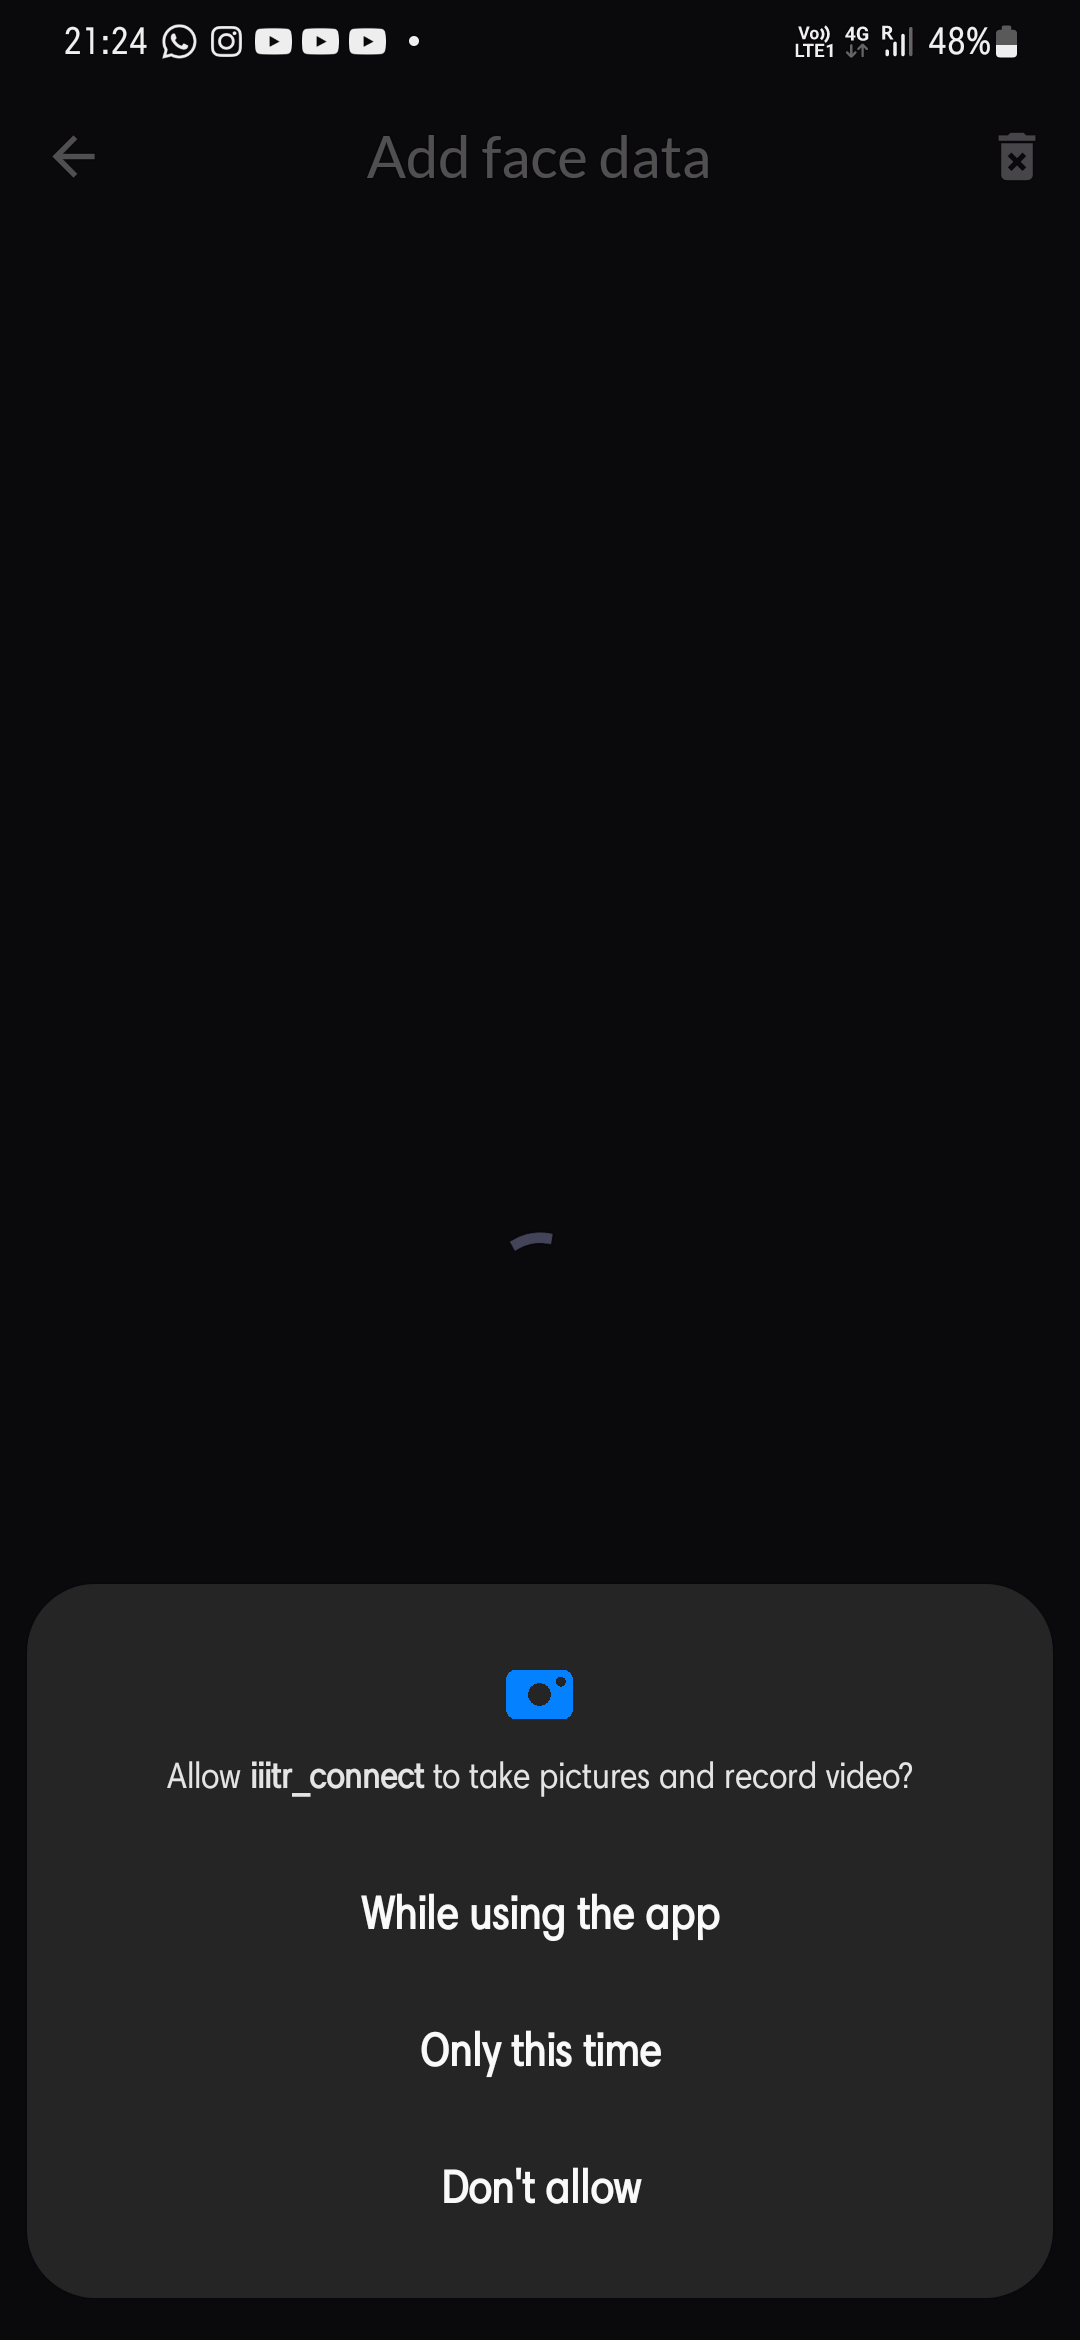 21:24
Vo)) 4G R 48%
LTE1
Add face data
Allow iiitr_connect to take pictures and record video?
While using the app
Only this time
Don't allow